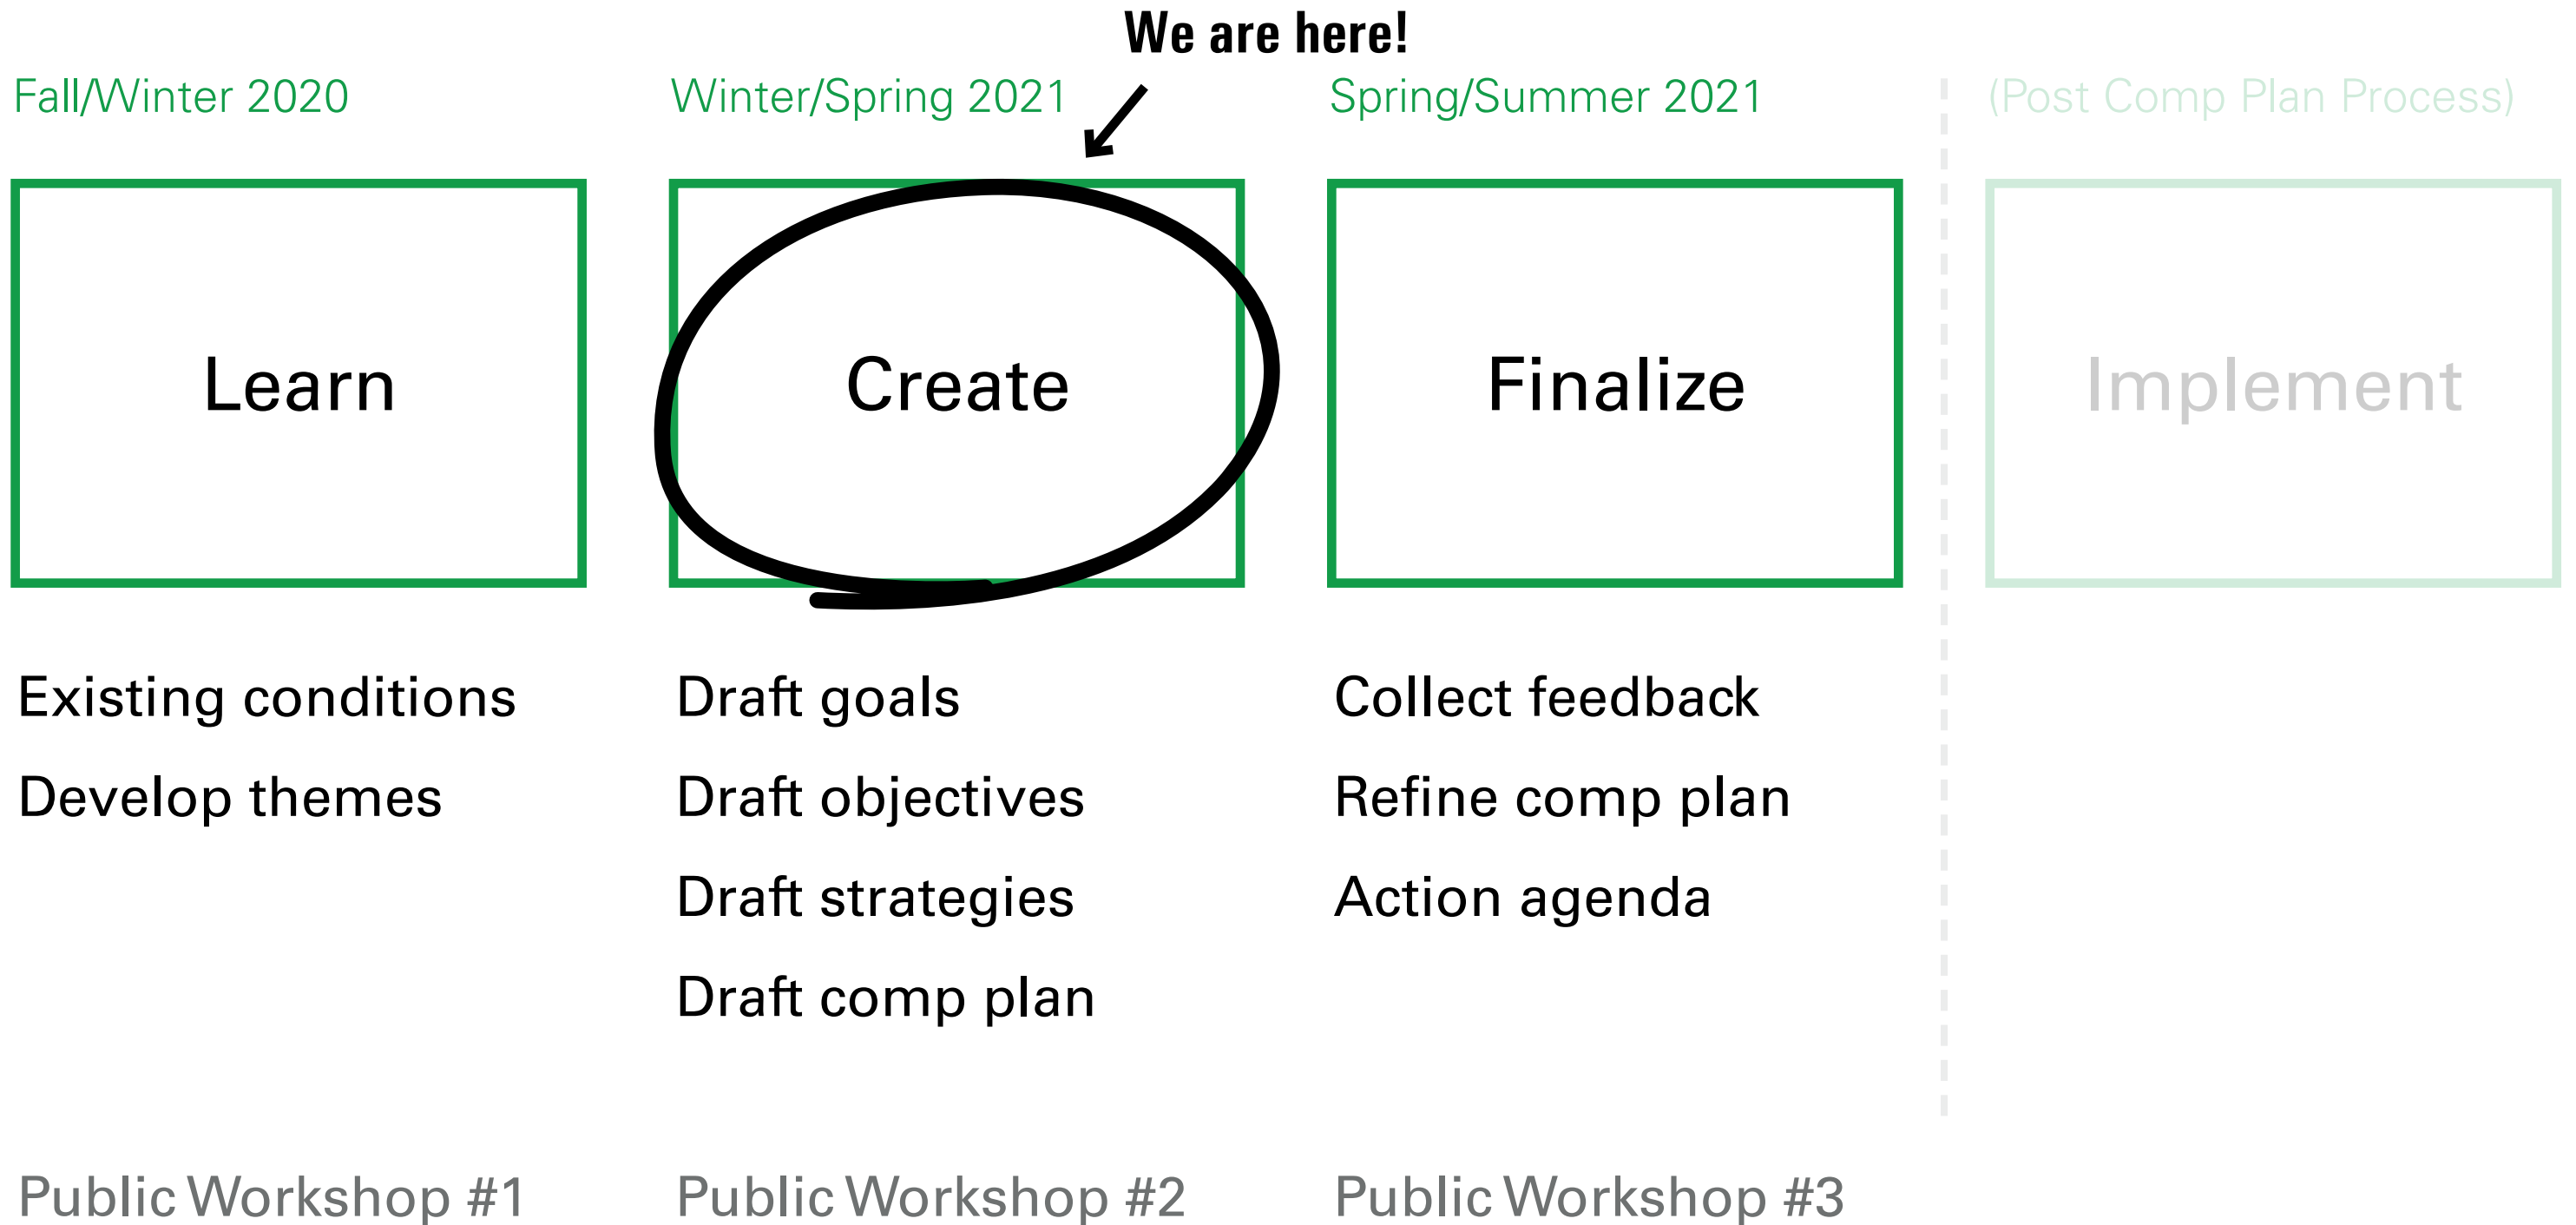 We are here!
Fall/Winter 2020
Winter/Spring 2021
Spring/Summer 2021
(Post Comp Plan Process)
Learn
Create
Finalize
Implement
Existing conditions
Develop themes
Draft goals
Draft objectives
Draft strategies
Draft comp plan
Collect feedback
Refine comp plan
Action agenda
Public Workshop #1
Public Workshop #2
Public Workshop #3